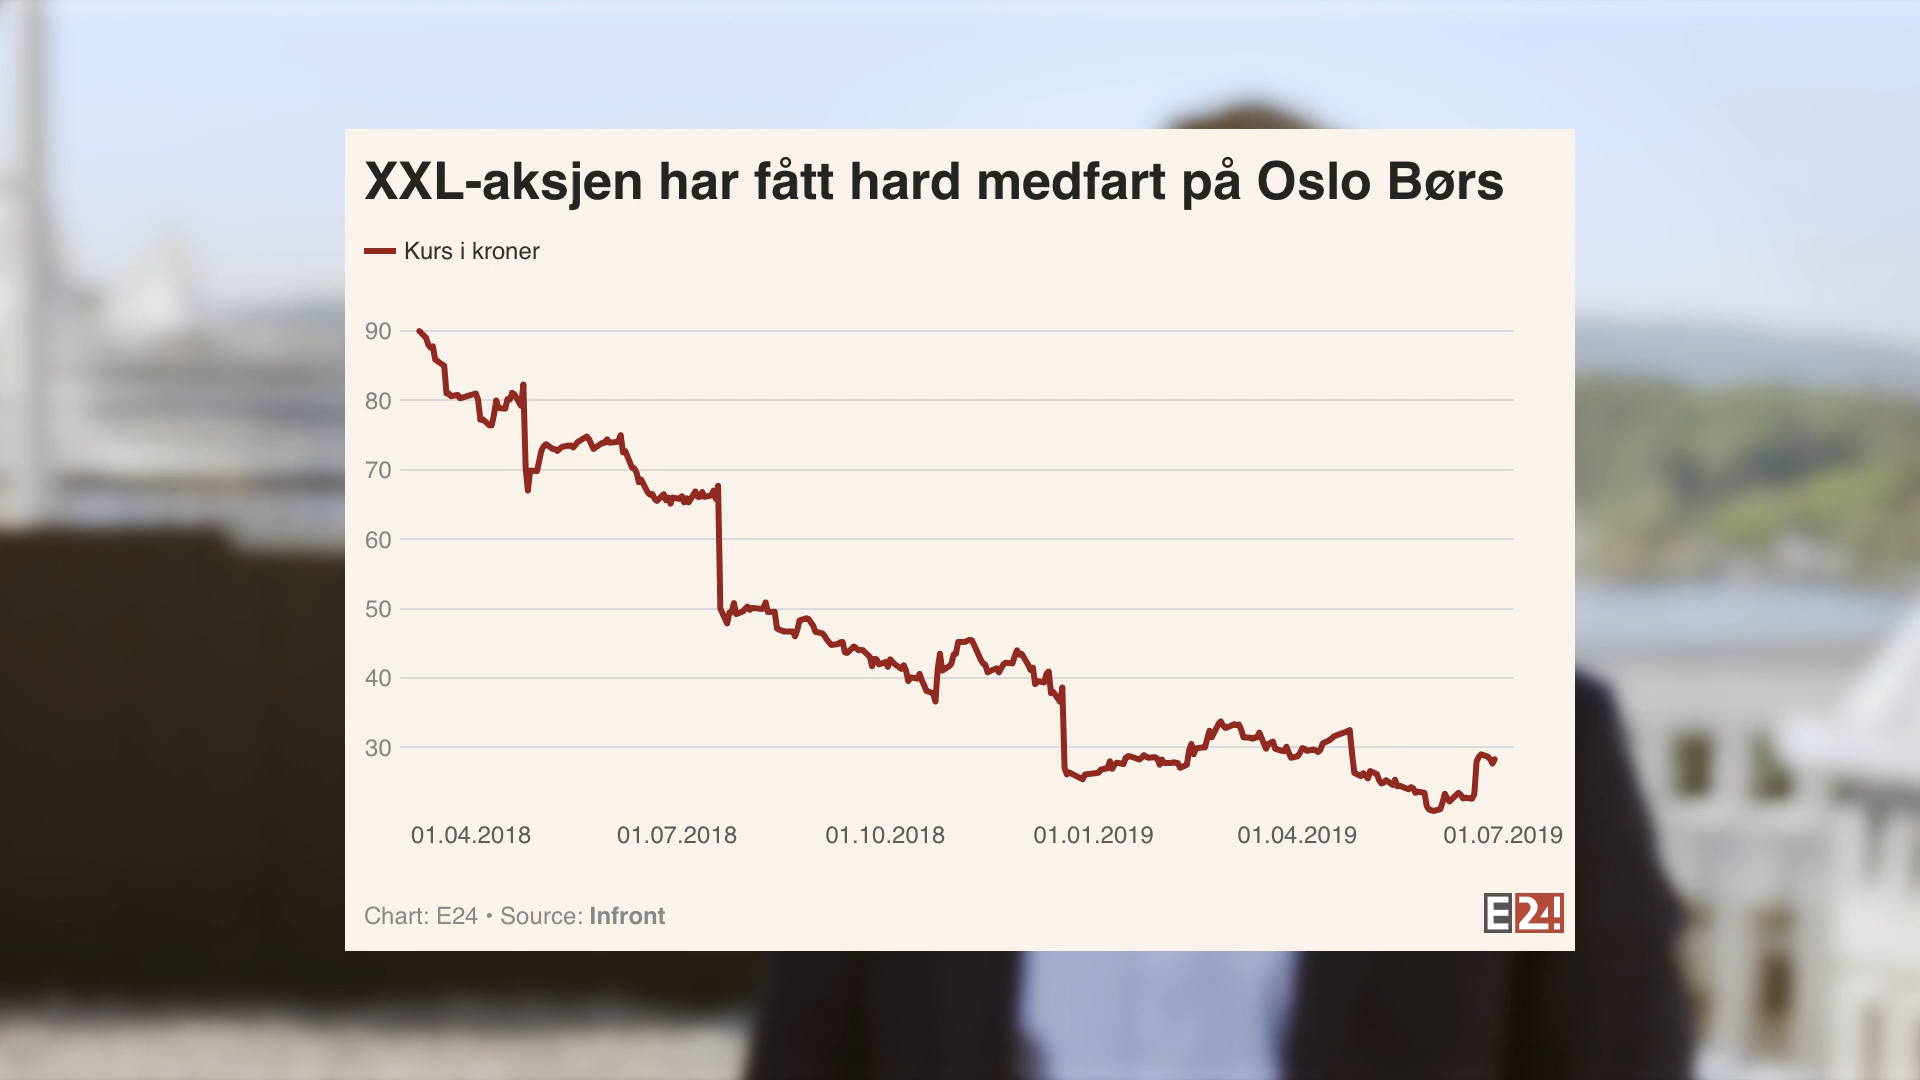 XXL-aksjen har fått hard medfart på Oslo Børs
Kurs i kroner
90
80
70
60
50
40
30
01.04.2018 01.07.2018 01.10.2018 01.01.2019 01.04.2019 01.07.2019
Chart: E24 • Source: Infront
E24!